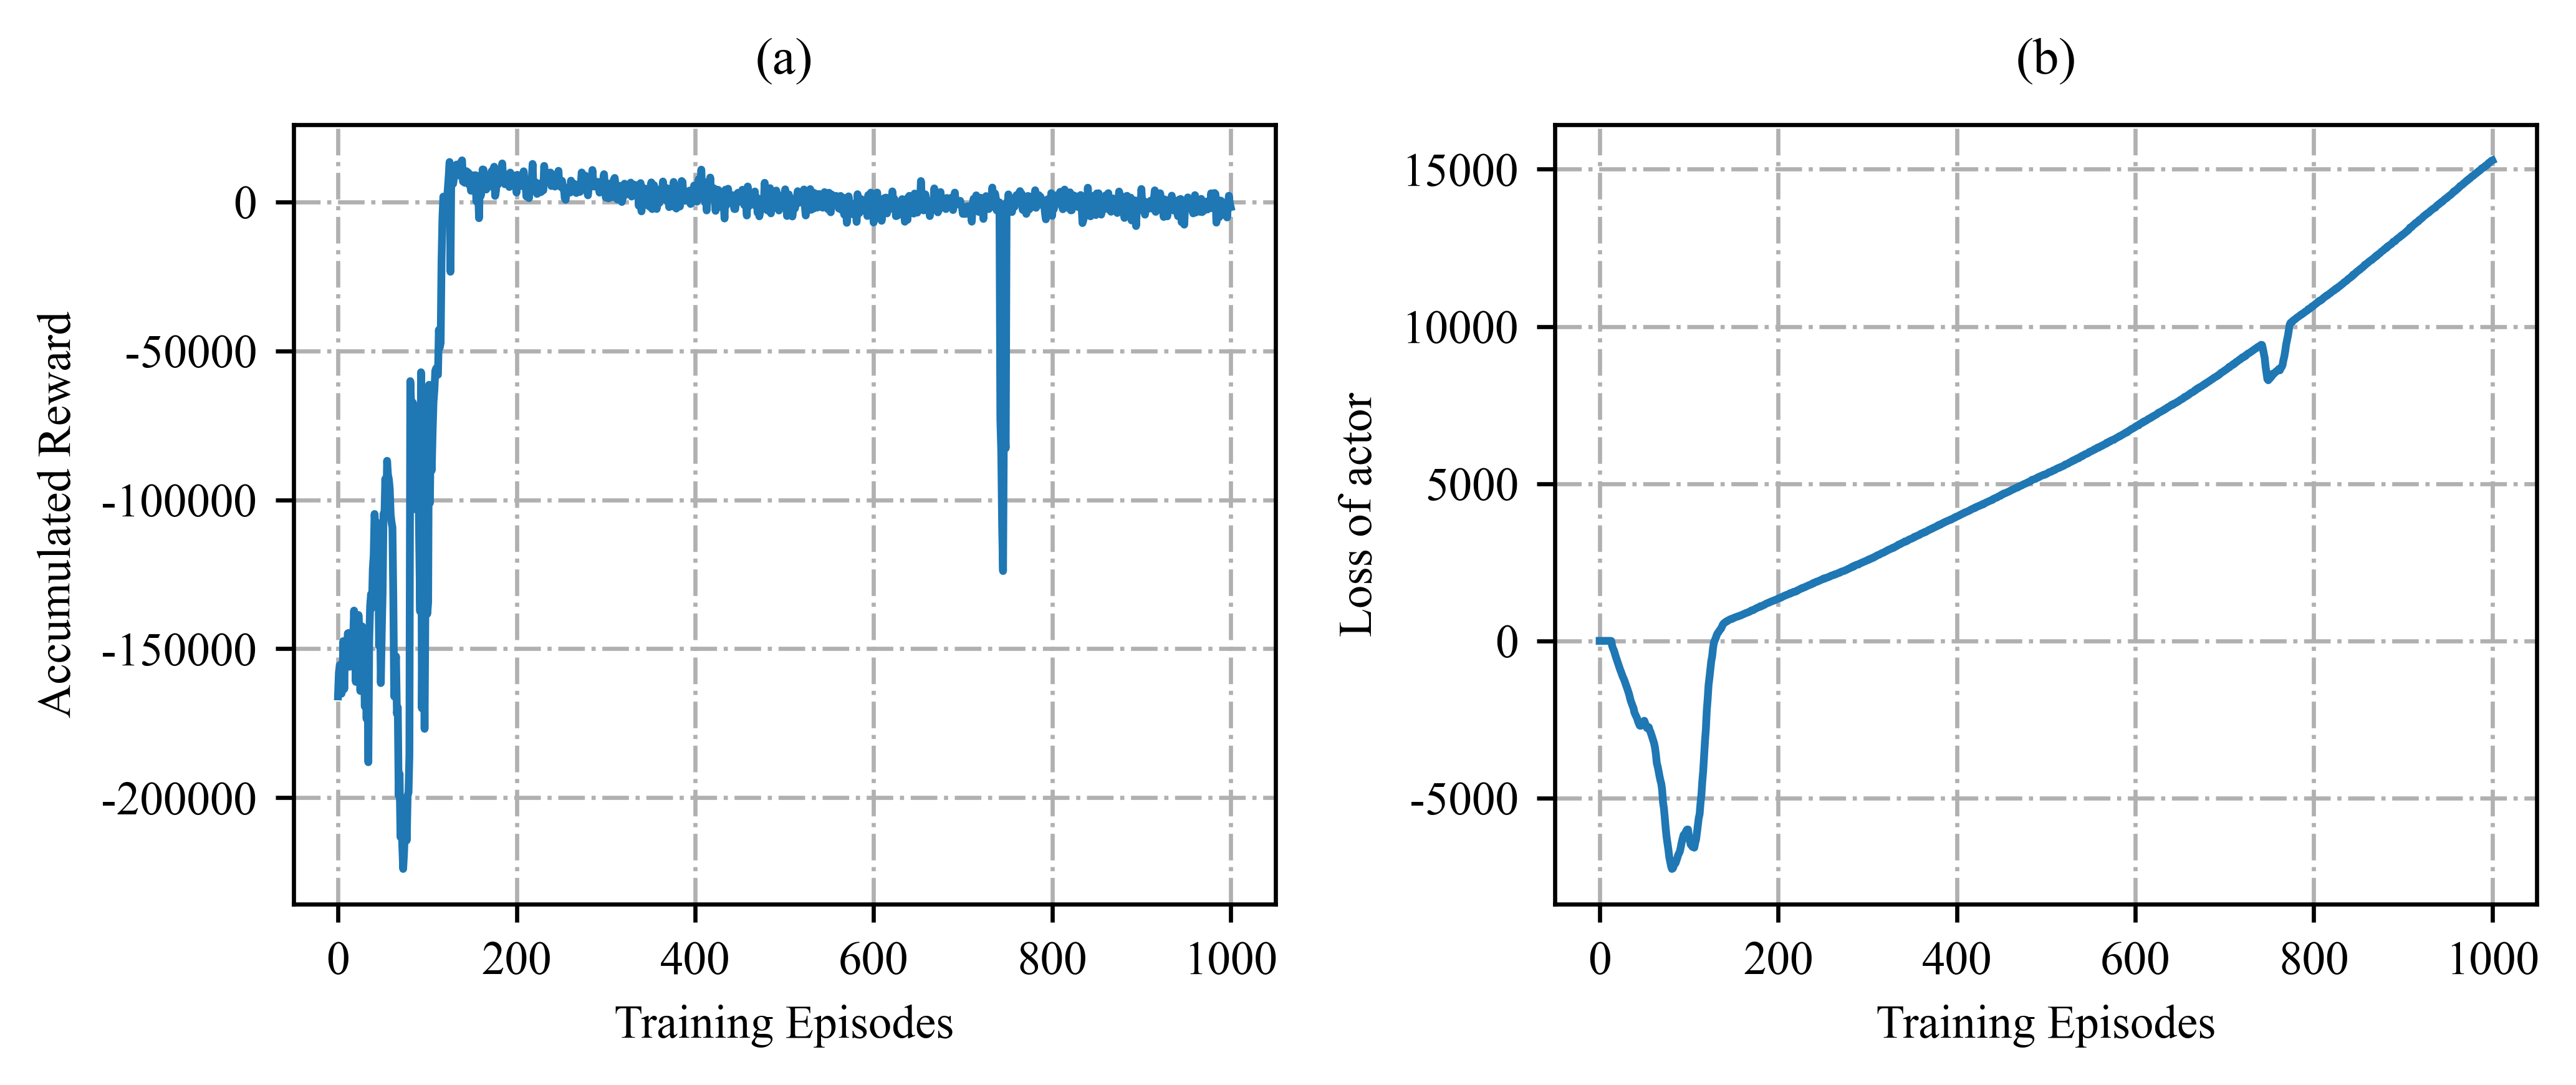 (a)
Accumulated Reward
0
-50000
-100000
-150000
-200000
0 200 400 600 800 1000
Training Episodes
(b)
Loss of actor
15000
10000
5000
0
-5000
0 200 400 600 800 1000
Training Episodes